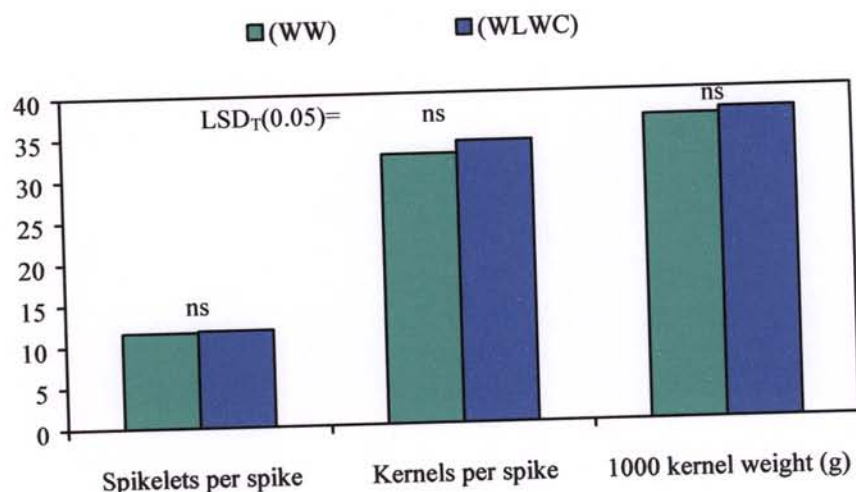 (WW) (WLWC)
40
35
30
25
20
15
10
5
0
LSD_T(0.05)= ns ns
ns
Spikelets per spike Kernels per spike 1000 kernel weight (g)